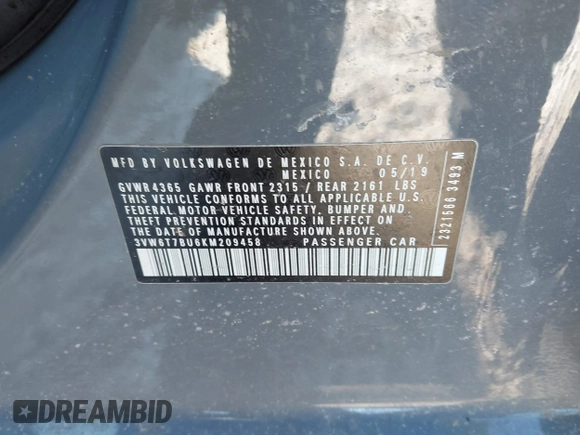 MFD BY VOLKSWAGEN DE MEXICO S.A. DE C.V.
MEXICO 05/19
GVWR4365 GAWR FRONT 2315/REAR 2161 LBS
THIS VEHICLE CONFORMS TO ALL APPLICABLE U.S.
FEDERAL MOTOR VEHICLE SAFETY, BUMPER AND
THEFT PREVENTION STANDARDS IN EFFECT ON
THE DATE OF MANUFACTURE SHOWN ABOVE.
3VW6T7BU6KM209458 PASSENGER CAR
2321566 3493 M
DREAMBID